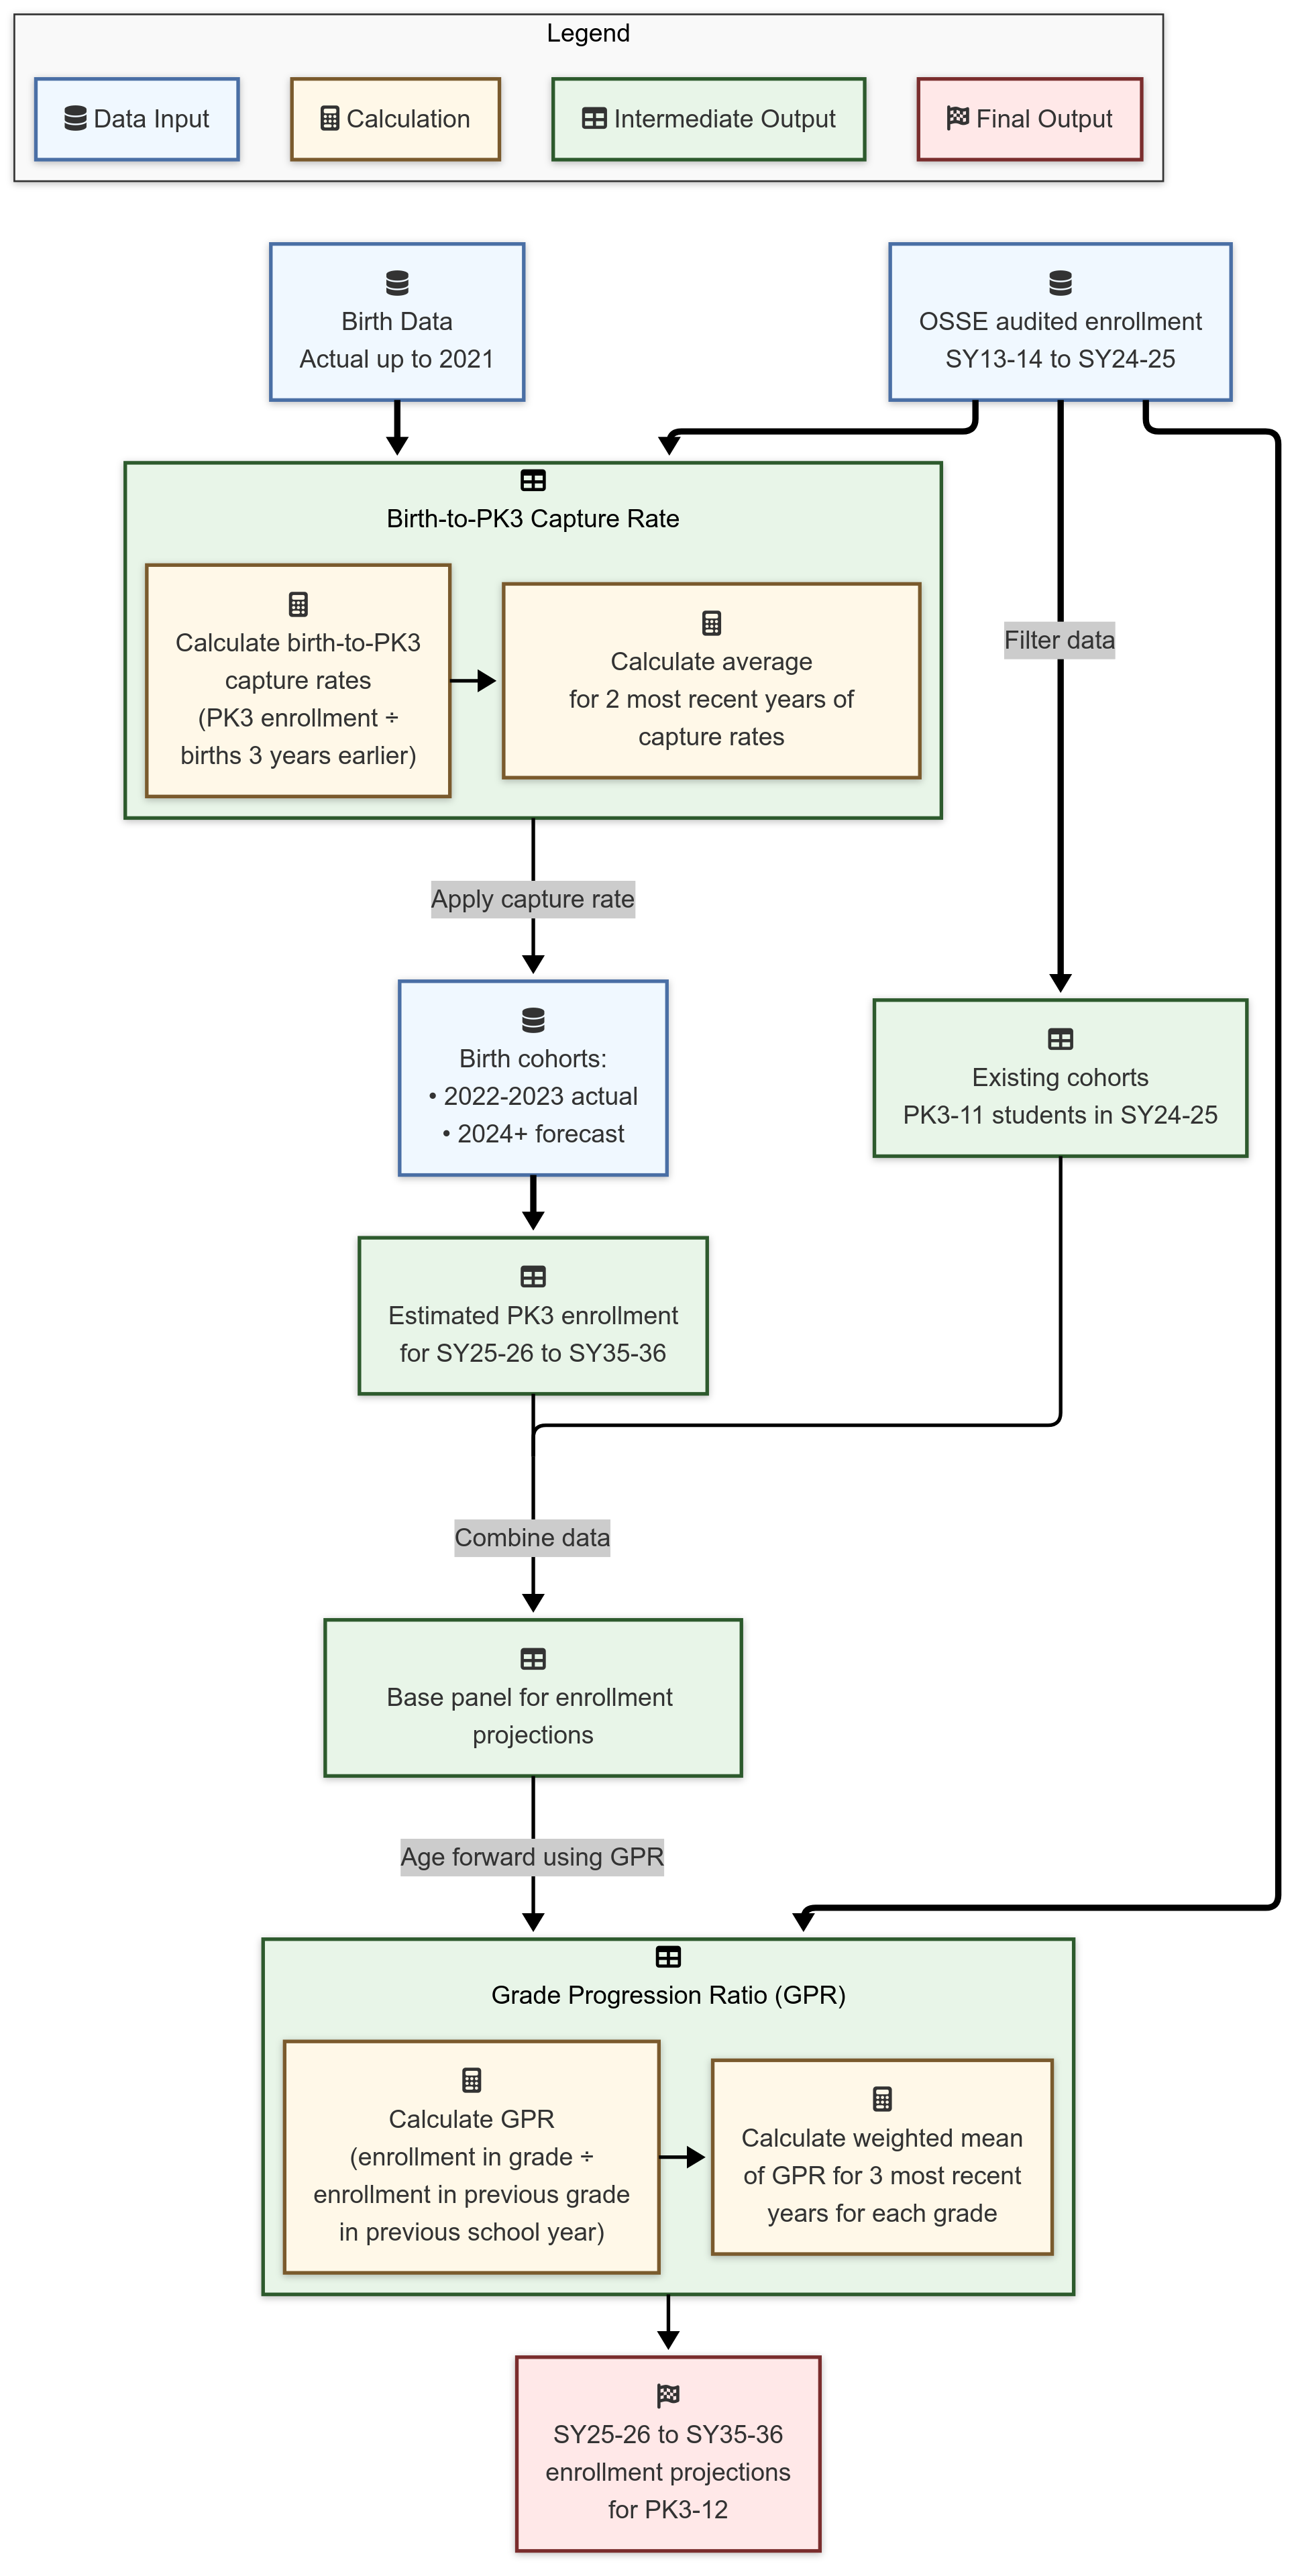 Legend
Data Input
Calculation
Intermediate Output
Final Output
Birth Data
Actual up to 2021
OSSE audited enrollment
SY13-14 to SY24-25
Birth-to-PK3 Capture Rate
Calculate birth-to-PK3
capture rates
(PK3 enrollment ÷
births 3 years earlier)
Calculate average
for 2 most recent years of
capture rates
Filter data
Apply capture rate
Birth cohorts:
• 2022-2023 actual
• 2024+ forecast
Existing cohorts
PK3-11 students in SY24-25
Estimated PK3 enrollment
for SY25-26 to SY35-36
Combine data
Base panel for enrollment
projections
Age forward using GPR
Grade Progression Ratio (GPR)
Calculate GPR
(enrollment in grade ÷
enrollment in previous grade
in previous school year)
Calculate weighted mean
of GPR for 3 most recent
years for each grade
SY25-26 to SY35-36
enrollment projections
for PK3-12